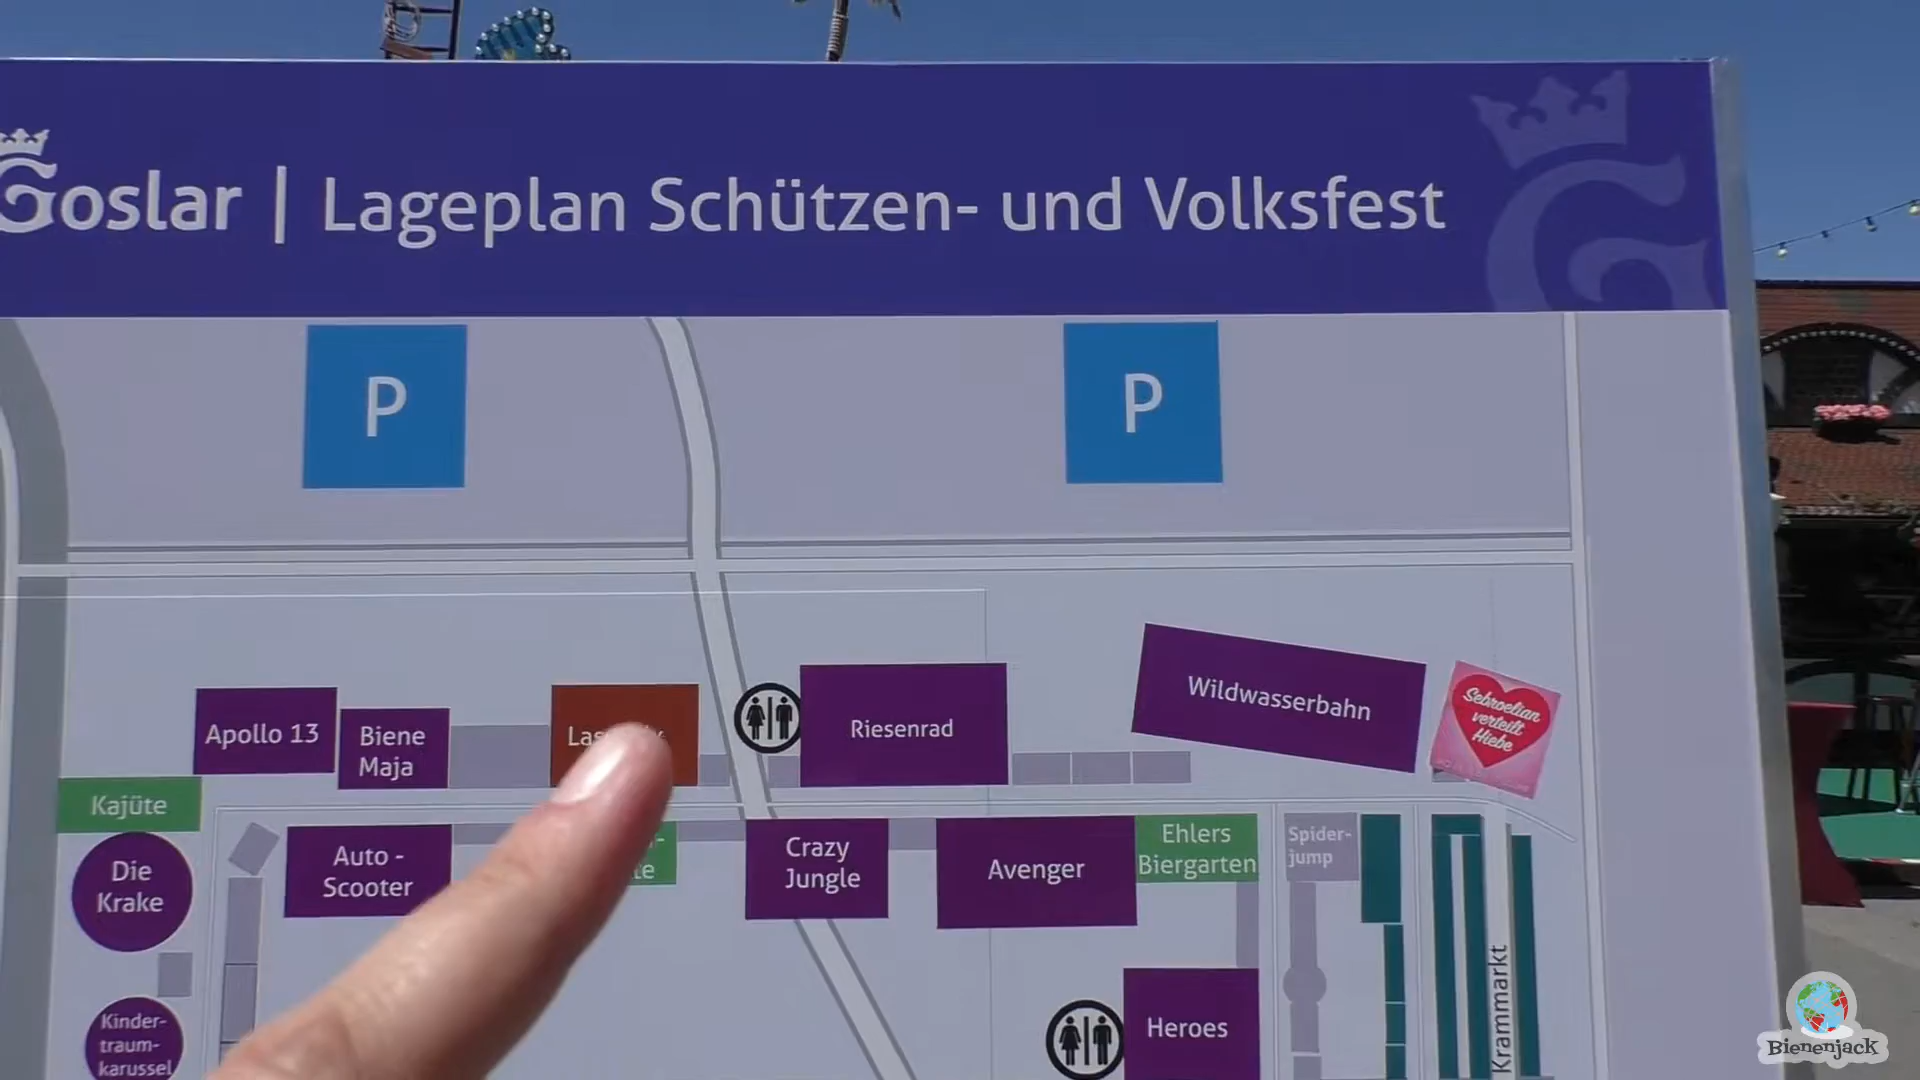 Goslar | Lageplan Schützen- und Volksfest
P
P
Wildwasserbahn
Sebroelian
verteilt
Hiebe
Apollo 13
Biene
Maja
Riesenrad
Kajüte
Die
Krake
Auto -
Scooter
Crazy
Jungle
Avenger
Ehlers
Biergarten
Spider-
jump
Heroes
Krammarkt
Kinder-
traum-
karussel
Bienenjack